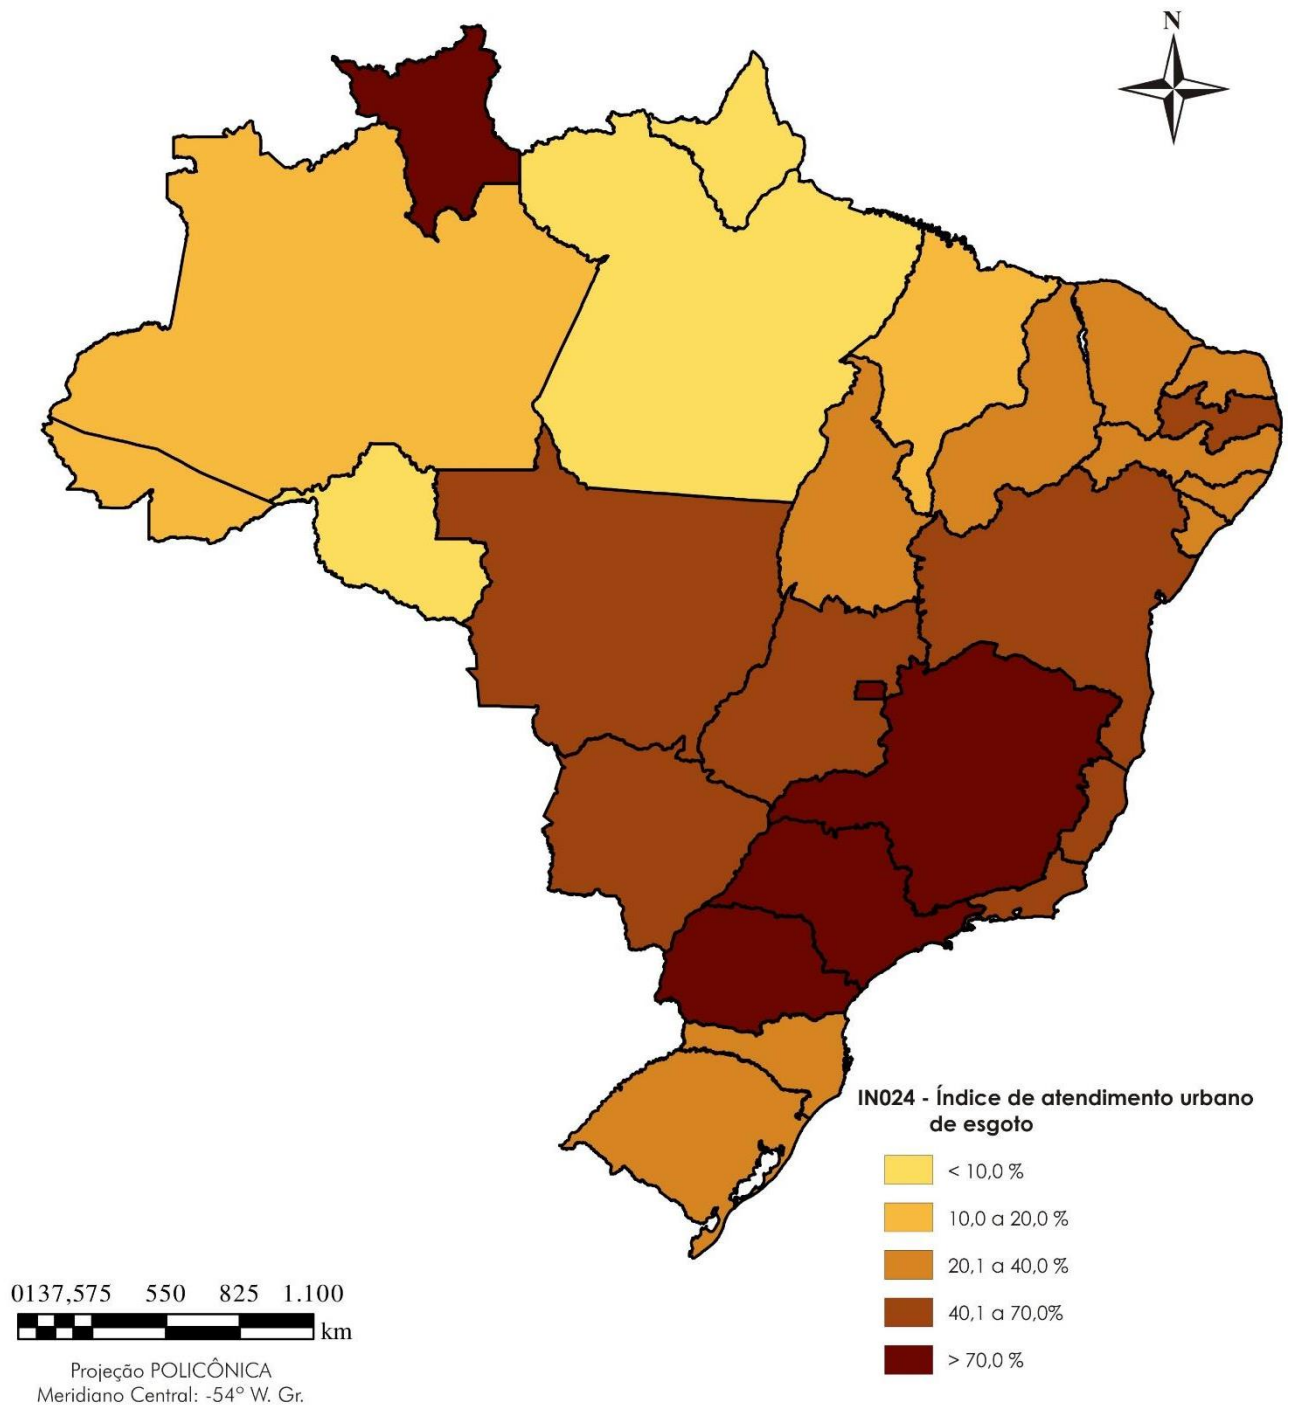 N
IN024 - Índice de atendimento urbano
de esgoto
< 10,0 %
10,0 a 20,0 %
20,1 a 40,0 %
40,1 a 70,0%
> 70,0 %
0137,575 550 825 1.100
km
Projeção POLICÔNICA
Meridiano Central: -54º W. Gr.